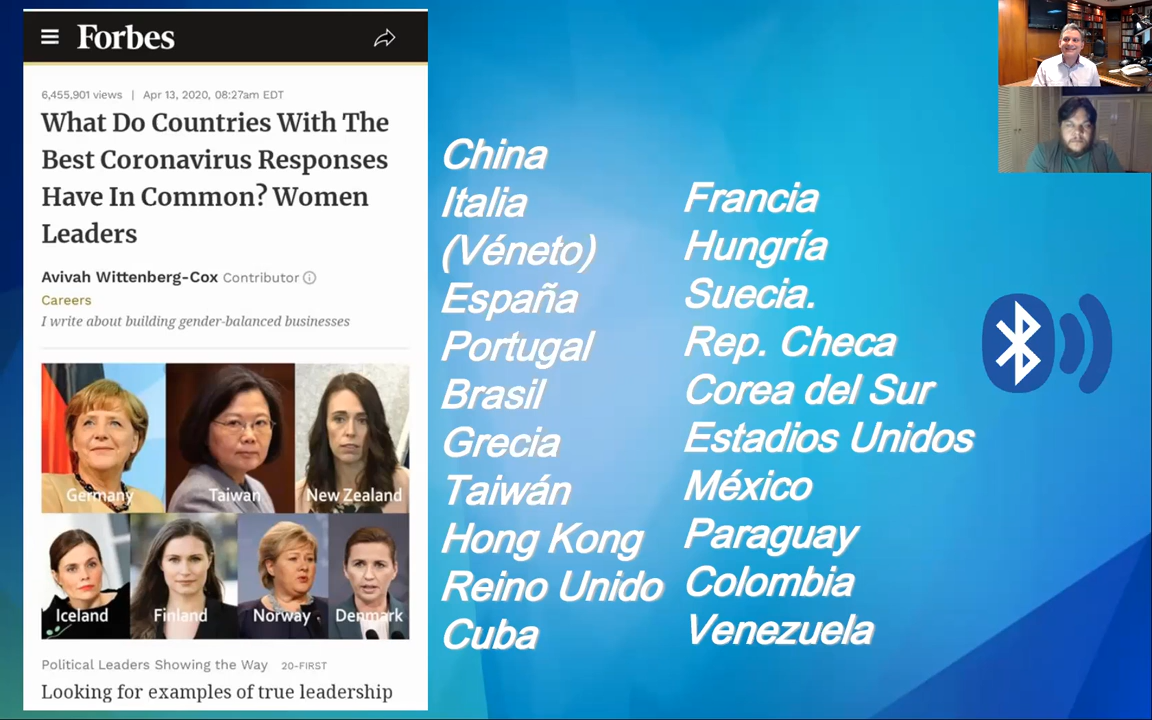 Forbes
6,455,901 views | Apr 13, 2020, 08:27am EDT
What Do Countries With The
Best Coronavirus Responses
Have In Common? Women
Leaders
Avivah Wittenberg-Cox Contributor
Careers
I write about building gender-balanced businesses
Germany
Taiwan
New Zealand
Iceland
Finland
Norway
Denmark
Political Leaders Showing the Way 20-FIRST
Looking for examples of true leadership
China
Italia
(Véneto)
España
Portugal
Brasil
Grecia
Taiwán
Hong Kong
Reino Unido
Cuba
Francia
Hungría
Suecia.
Rep. Checa
Corea del Sur
Estadios Unidos
México
Paraguay
Colombia
Venezuela